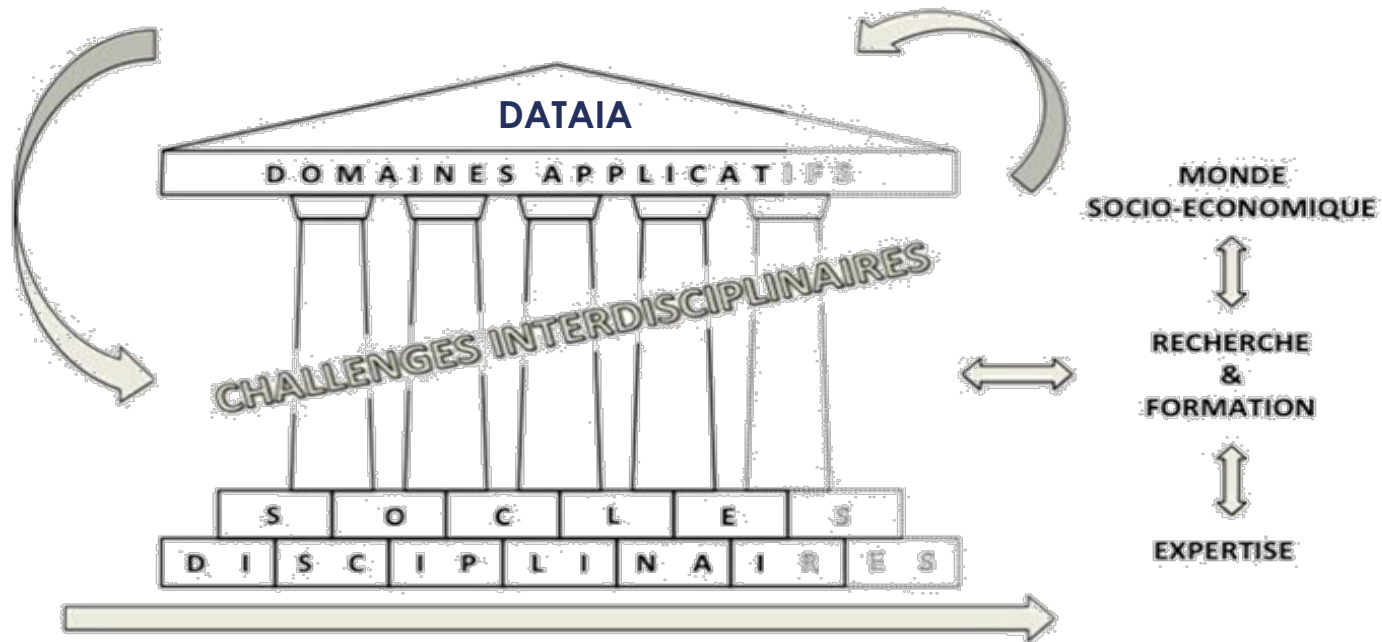 DATAIA
DOMAINES APPLICATIFS
CHALLENGES INTERDISCIPLINAIRES
SOCLES
DISCIPLINAIRES
MONDE
SOCIO-ECONOMIQUE
RECHERCHE
&
FORMATION
EXPERTISE